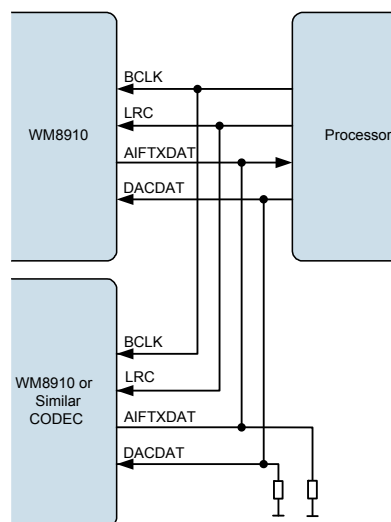 BCLK
LRC
WM8910
Processor
AIFTXDAT
DACDAT
BCLK
LRC
WM8910 or
Similar
CODEC
AIFTXDAT
DACDAT